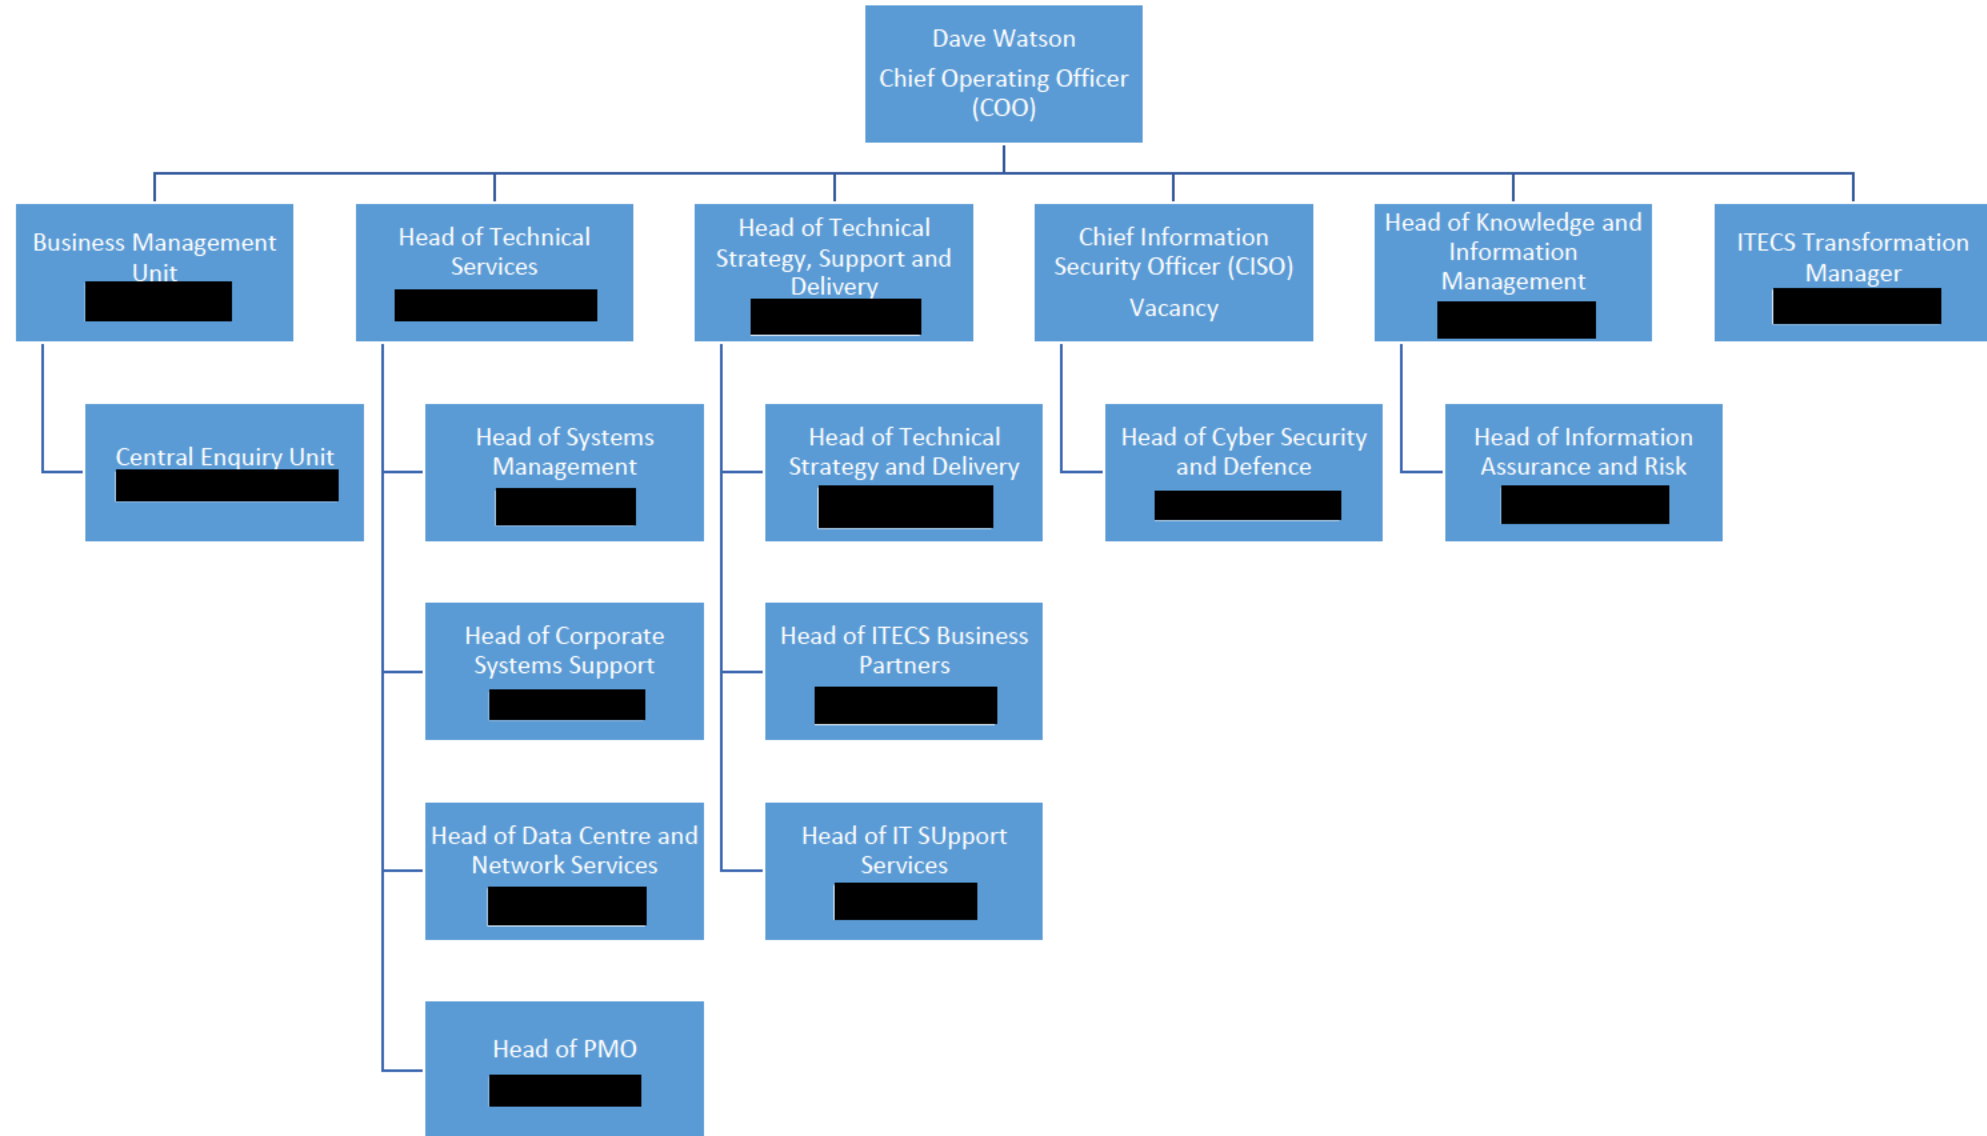 Dave Watson
Chief Operating Officer
(COO)
Business Management
Unit
Head of Technical
Services
Head of Technical
Strategy, Support and
Delivery
Chief Information
Security Officer (CISO)
Vacancy
Head of Knowledge and
Information
Management
ITECS Transformation
Manager
Central Enquiry Unit
Head of Systems
Management
Head of Technical
Strategy and Delivery
Head of Cyber Security
and Defence
Head of Information
Assurance and Risk
Head of Corporate
Systems Support
Head of ITECS Business
Partners
Head of Data Centre and
Network Services
Head of IT SUpport
Services
Head of PMO